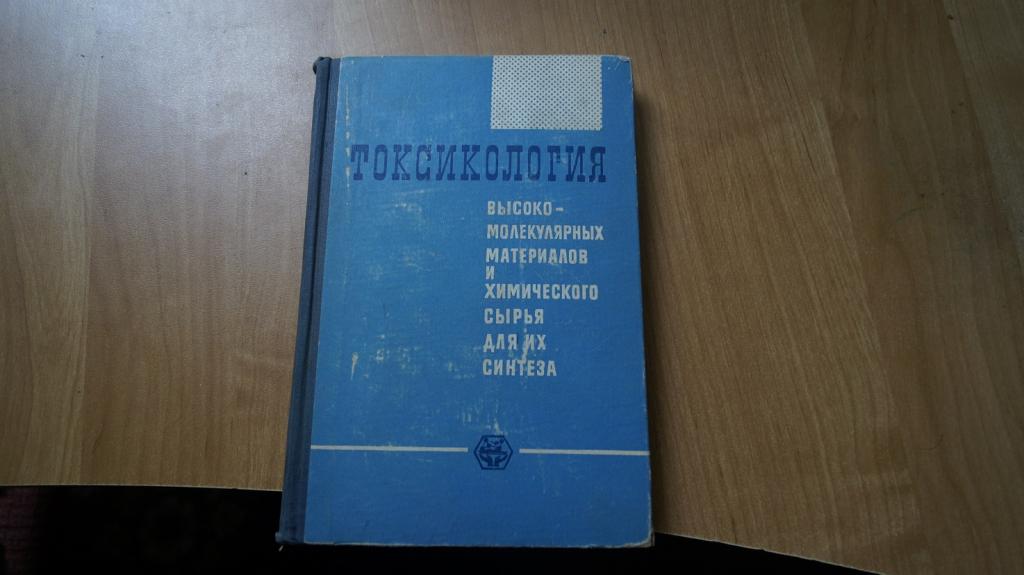 ТОКСИКОЛОГИЯ
ВЫСОКО-
МОЛЕКУЛЯРНЫХ
МАТЕРИАЛОВ
И
ХИМИЧЕСКОГО
СЫРЬЯ
ДЛЯ ИХ
СИНТЕЗА